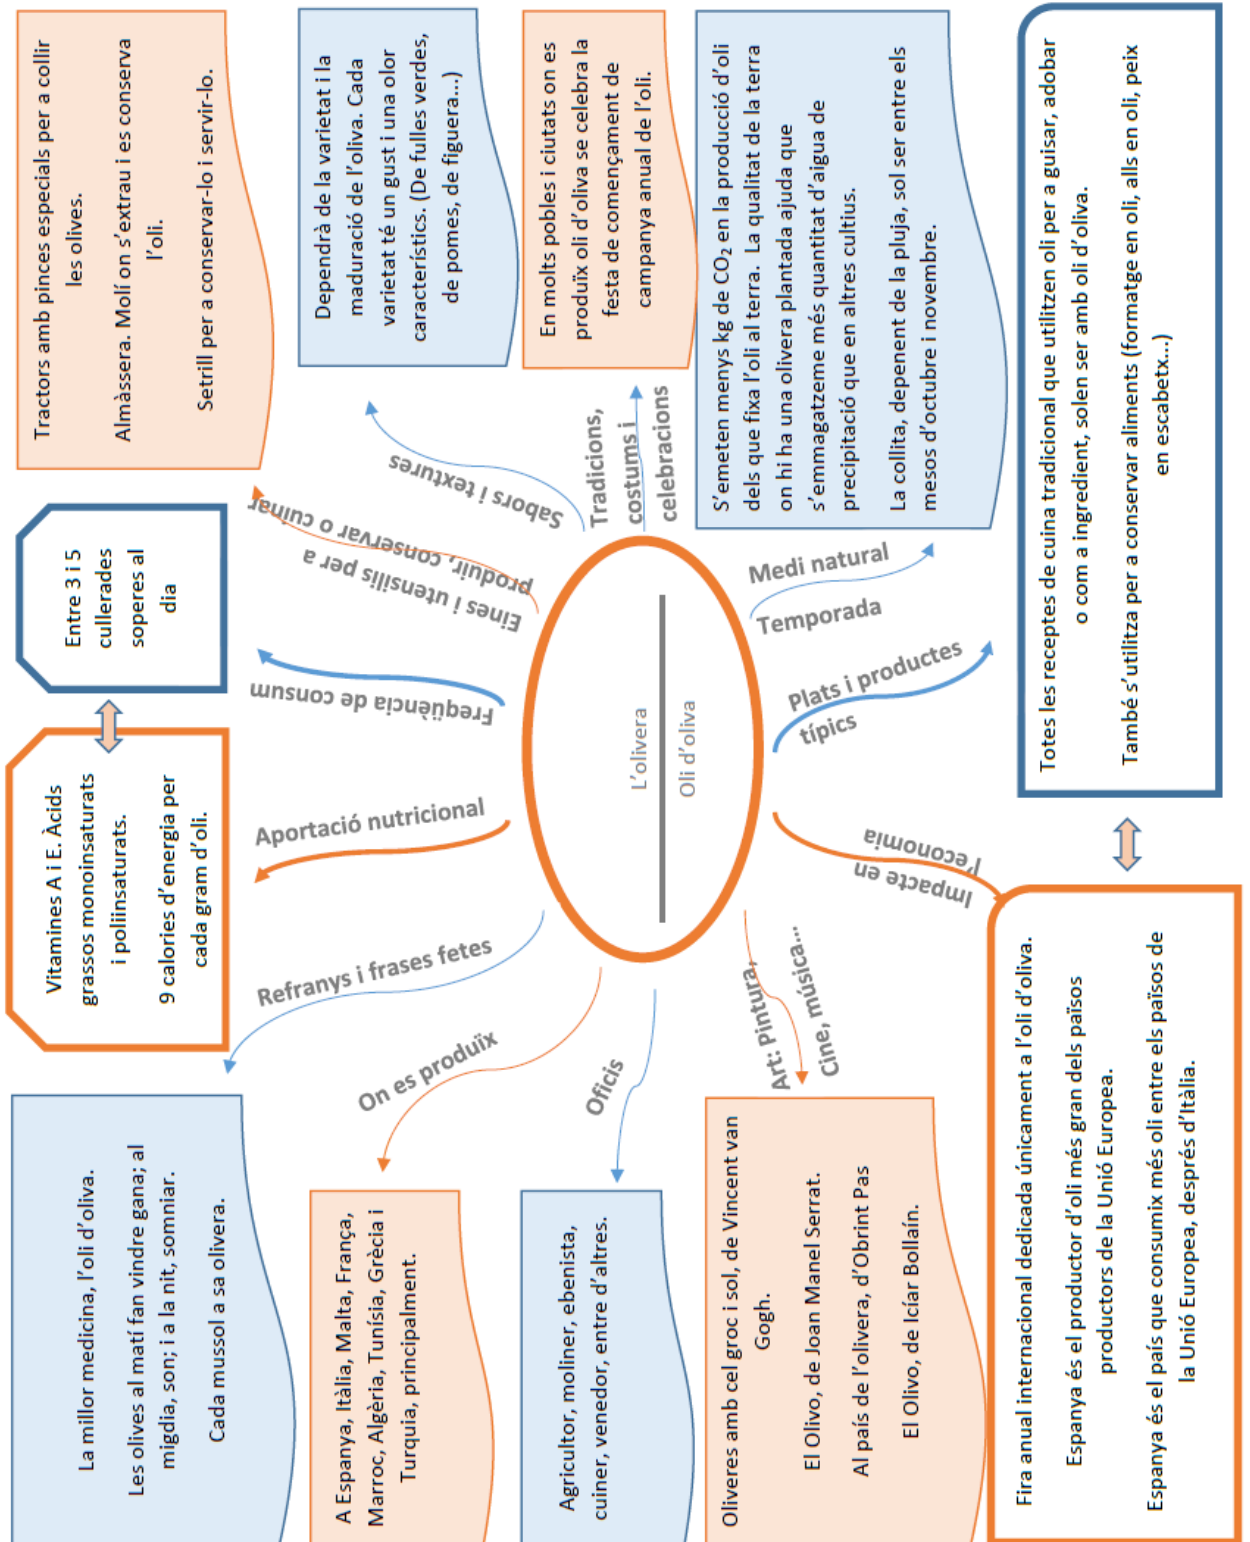 La millor medicina, l'oli d'oliva.
Les olives al matí fan vindre gana; al
migdia, son; i a la nit, somniar.
Cada mussol a sa olivera.
Vitamines A i E. Àcids
grassos monoinsaturats
i poliinsaturats.
9 calories d'energia per
cada gram d'oli.
Entre 3 i 5
cullerades
soperes al
dia
Tractors amb pinces especials per a collir
les olives.
Almàssera. Molí on s'extrau i es conserva
l'oli.
Setrill per a conservar-lo i servir-lo.
Refranys i frases fetes
Aportació nutricional
Freqüència de consum
Eines i utensilis per a
produir, conservar o cuinar
Sabors i textures
Dependrà de la varietat i la
maduració de l'oliva. Cada
varietat té un gust i una olor
característics. (De fulles verdes,
de pomes, de figuera...)
A Espanya, Itàlia, Malta, França,
Marroc, Algèria, Tunísia, Grècia i
Turquia, principalment.
On es produïx
Agricultor, moliner, ebenista,
cuiner, venedor, entre d'altres.
Oficis
L'olivera
Oli d'oliva
Tradicions,
costums i
celebracions
En molts pobles i ciutats on es
produïx oli d'oliva se celebra la
festa de començament de
campanya anual de l'oli.
Oliveres amb cel groc i sol, de Vincent van
Gogh.
El Olivo, de Joan Manel Serrat.
Al país de l'olivera, d'Obrint Pas
El Olivo, de Icíar Bollaín.
Art: Pintura,
Cine, música...
Impacte en
l'economia
Plats i productes
típics
Medi natural
Temporada
S'emeten menys kg de CO₂ en la producció d'oli
dels que fixa l'oli al terra. La qualitat de la terra
on hi ha una olivera plantada ajuda que
s'emmagatzeme més quantitat d'aigua de
precipitació que en altres cultius.
La collita, depenent de la pluja, sol ser entre els
mesos d'octubre i novembre.
Fira anual internacional dedicada únicament a l'oli d'oliva.
Espanya és el productor d'oli més gran dels països
productors de la Unió Europea.
Espanya és el país que consumix més oli entre els països de
la Unió Europea, després d'Itàlia.
Totes les receptes de cuina tradicional que utilitzen oli per a guisar, adobar
o com a ingredient, solen ser amb oli d'oliva.
També s'utilitza per a conservar aliments (formatge en oli, alls en oli, peix
en escabetx...)